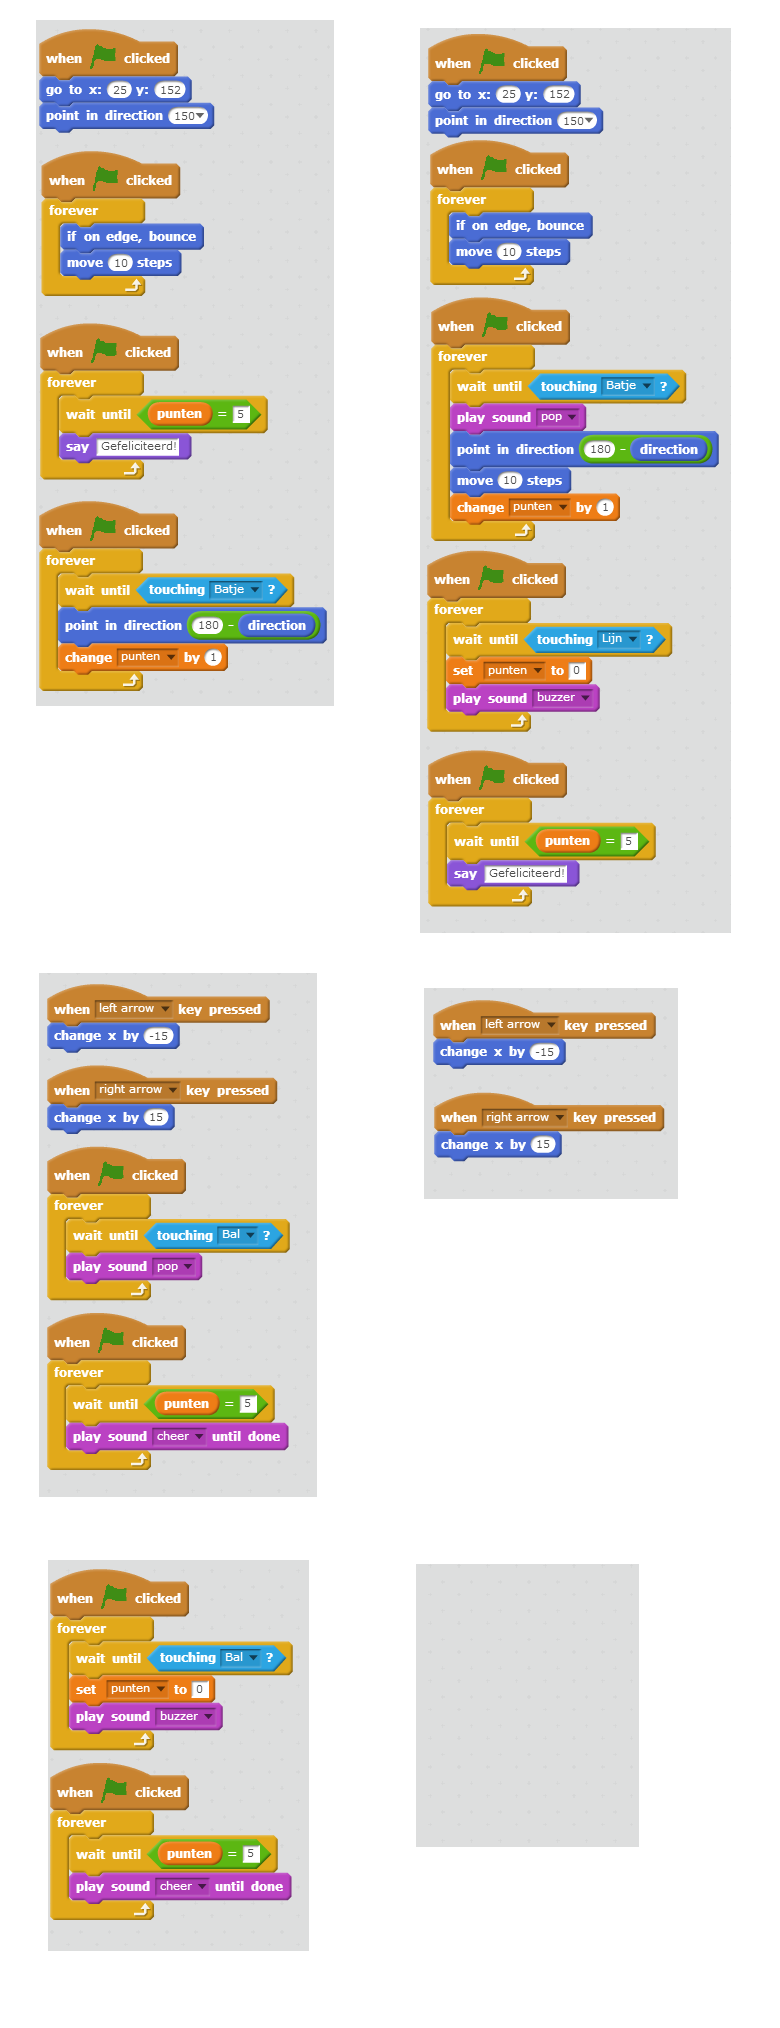 when clicked
go to x: 25 y: 152
point in direction 150
when clicked
forever
if on edge, bounce
move 10 steps
when clicked
forever
wait until punten = 5
say Gefeliciteerd!
when clicked
forever
wait until touching Batje ?
point in direction 180 - direction
change punten by 1
when clicked
go to x: 25 y: 152
point in direction 150
when clicked
forever
if on edge, bounce
move 10 steps
when clicked
forever
wait until touching Batje ?
play sound pop
point in direction 180 - direction
move 10 steps
change punten by 1
when clicked
forever
wait until touching Lijn ?
set punten to 0
play sound buzzer
when clicked
forever
wait until punten = 5
say Gefeliciteerd!
when left arrow key pressed
change x by -15
when right arrow key pressed
change x by 15
when clicked
forever
wait until touching Bal ?
play sound pop
when clicked
forever
wait until punten = 5
play sound cheer until done
when left arrow key pressed
change x by -15
when right arrow key pressed
change x by 15
when clicked
forever
wait until touching Bal ?
set punten to 0
play sound buzzer
when clicked
forever
wait until punten = 5
play sound cheer until done